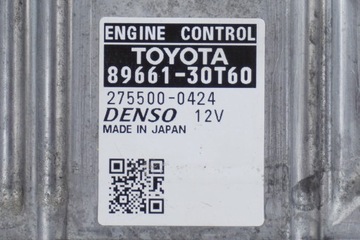 ENGINE CONTROL
TOYOTA
89661-30T60
275500-0424
DENSO 12V
MADE IN JAPAN